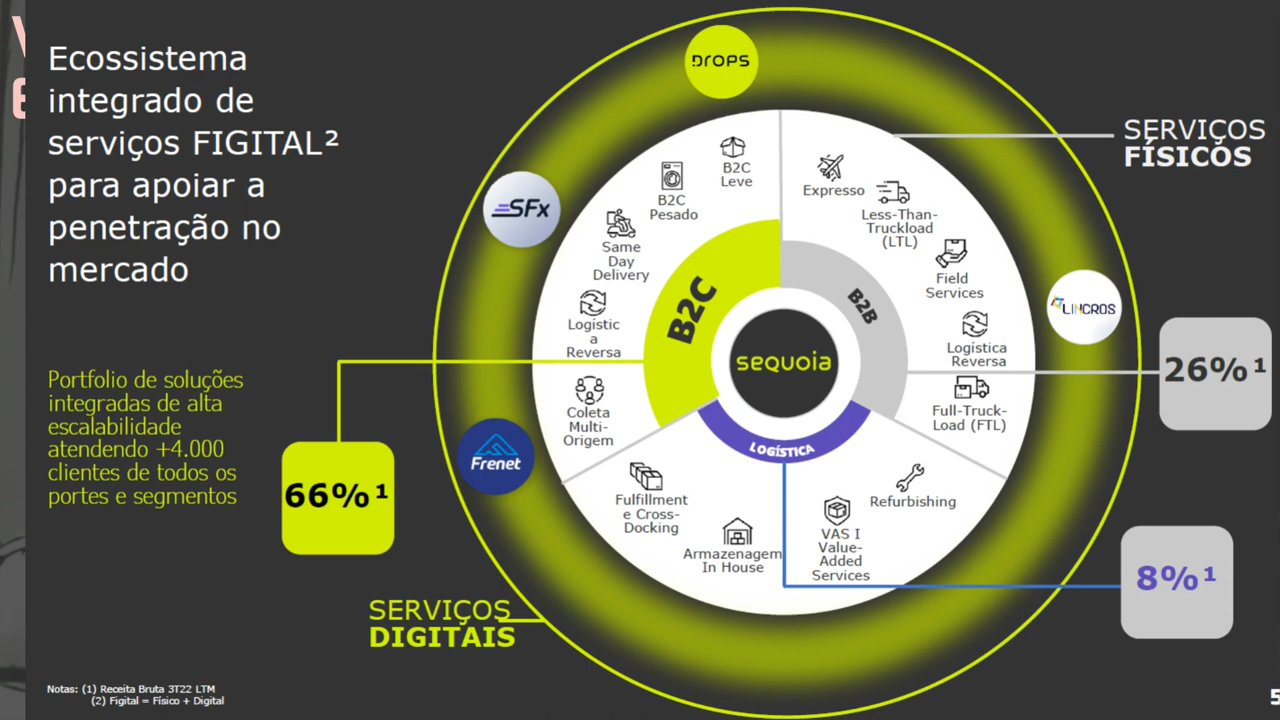 Ecossistema
integrado de
serviços FIGITAL²
para apoiar a
penetração no
mercado
Portfolio de soluções
integradas de alta
escalabilidade
atendendo +4.000
clientes de todos os
portes e segmentos
66%¹
SERVIÇOS
DIGITAIS
DROPS
SFx
Frenet
LINCROS
SERVIÇOS
FÍSICOS
26%¹
8%¹
B2C
Leve
B2C
Pesado
Same
Day
Delivery
Logístic
a
Reversa
Coleta
Multi-
Origem
B2C
Expresso
Less-Than-
Truckload
(LTL)
Field
Services
Logística
Reversa
Full-Truck-
Load (FTL)
B2B
sequoia
LOGÍSTICA
Fulfillment
e Cross-
Docking
Armazenagem
In House
VAS I
Value-
Added
Services
Refurbishing
Notas: (1) Receita Bruta 3T22 LTM
(2) Figital = Físico + Digital
5